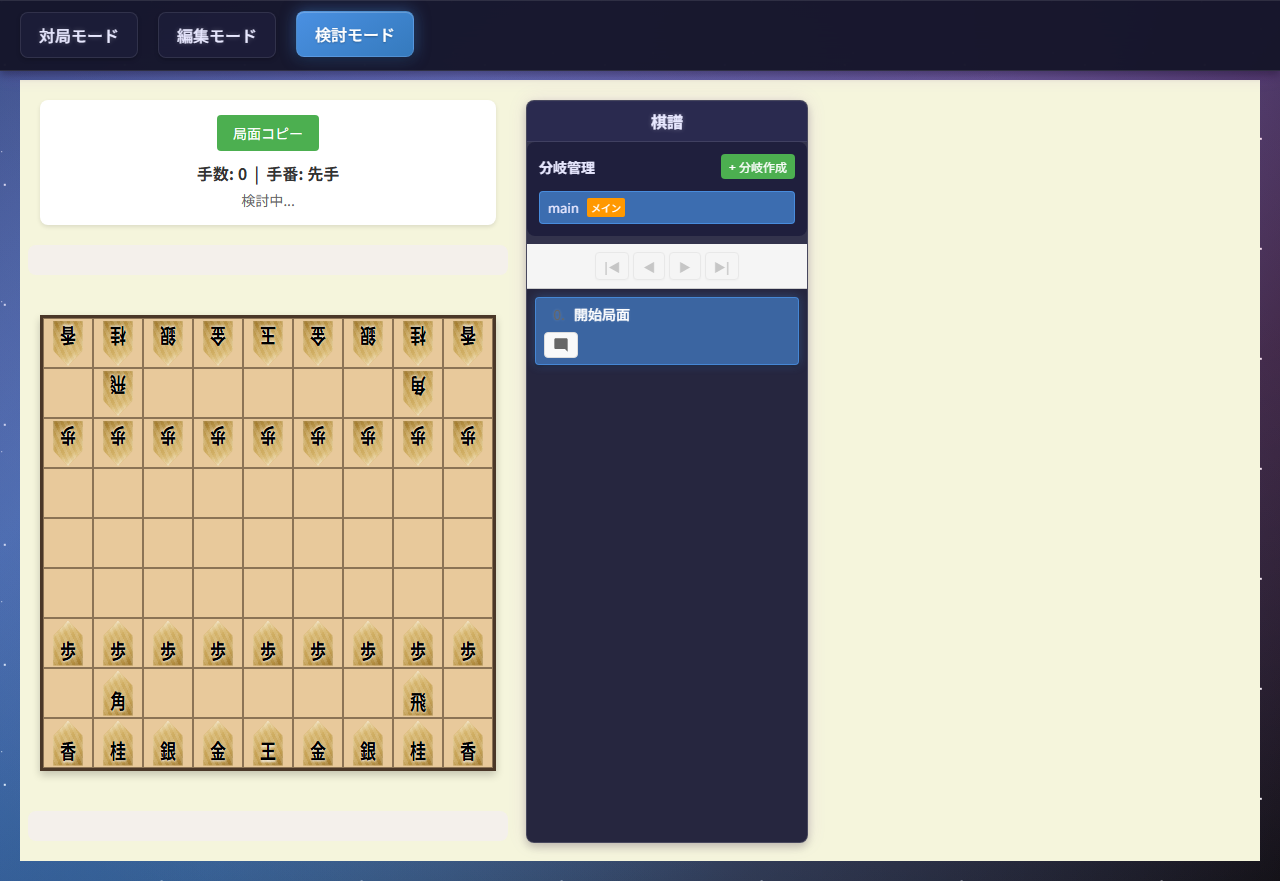 対局モード 編集モード 検討モード
局面コピー
手数: 0 | 手番: 先手
検討中...
香 桂 銀 金 王 金 銀 桂 香
飛 角
歩 歩 歩 歩 歩 歩 歩 歩 歩
歩 歩 歩 歩 歩 歩 歩 歩 歩
角 飛
香 桂 銀 金 王 金 銀 桂 香
棋譜
分岐管理 + 分岐作成
main メイン
開始局面